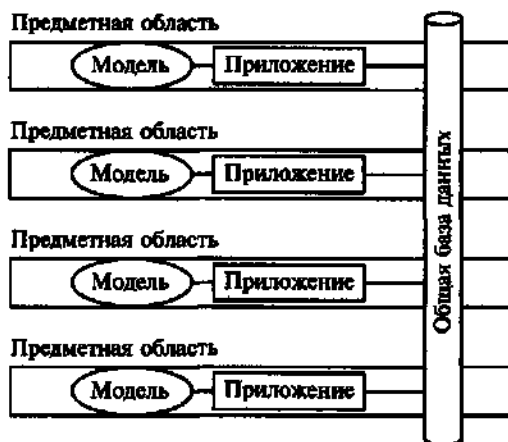 Предметная область
Модель
Приложение
Предметная область
Модель
Приложение
Предметная область
Модель
Приложение
Предметная область
Модель
Приложение
Общая база данных